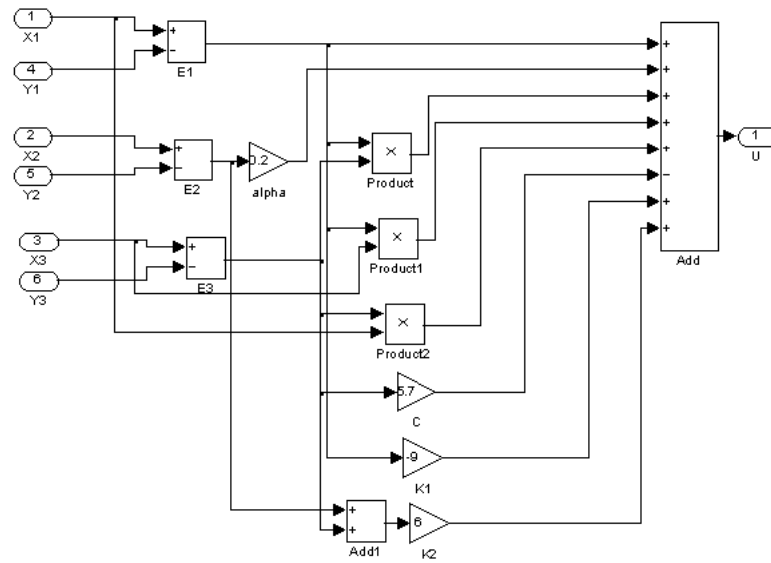 1
X1
+
−
E1
4
Y1
2
X2
+
−
E2
0.2
alpha
5
Y2
3
X3
+
−
E3
6
Y3
×
Product
×
Product1
×
Product2
5.7
C
-9
K1
+
+
Add1
6
K2
+
+
+
+
+
−
+
+
Add
1
U